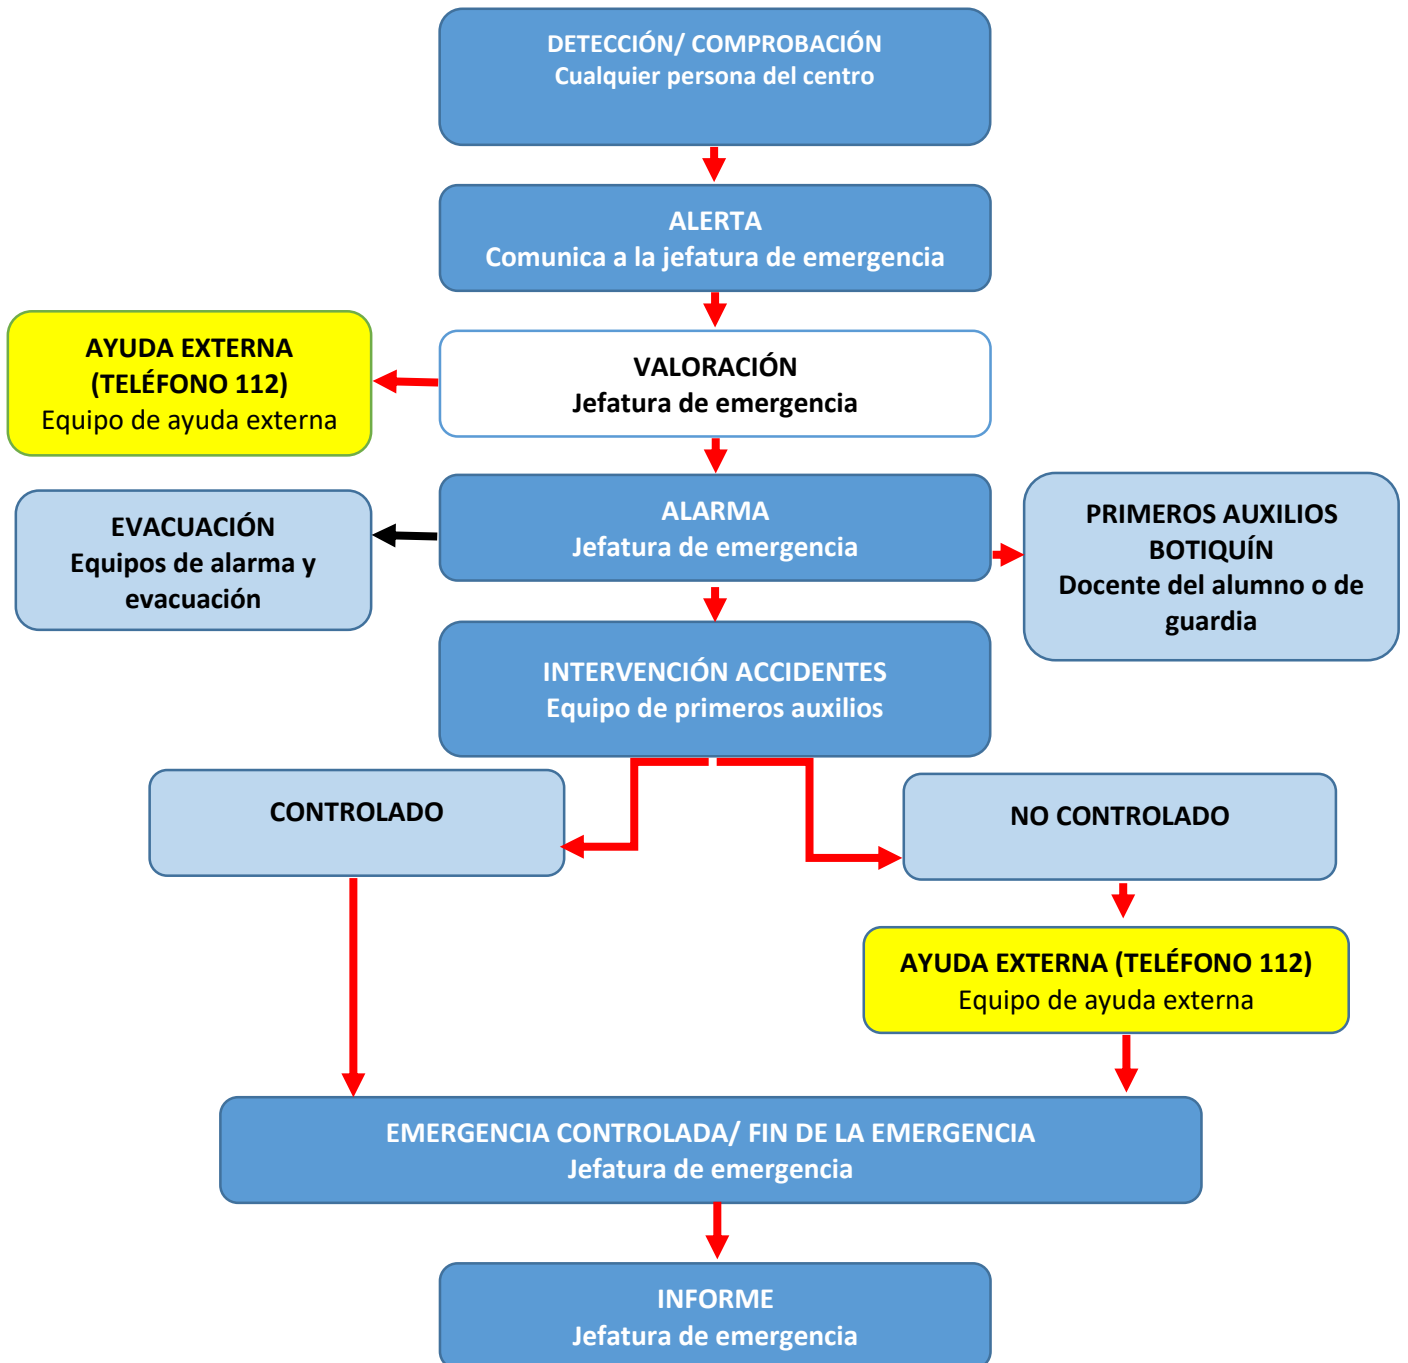 DETECCIÓN/ COMPROBACIÓN
Cualquier persona del centro
ALERTA
Comunica a la jefatura de emergencia
AYUDA EXTERNA
(TELÉFONO 112)
Equipo de ayuda externa
VALORACIÓN
Jefatura de emergencia
EVACUACIÓN
Equipos de alarma y
evacuación
ALARMA
Jefatura de emergencia
PRIMEROS AUXILIOS
BOTIQUÍN
Docente del alumno o de
guardia
INTERVENCIÓN ACCIDENTES
Equipo de primeros auxilios
CONTROLADO
NO CONTROLADO
AYUDA EXTERNA (TELÉFONO 112)
Equipo de ayuda externa
EMERGENCIA CONTROLADA/ FIN DE LA EMERGENCIA
Jefatura de emergencia
INFORME
Jefatura de emergencia